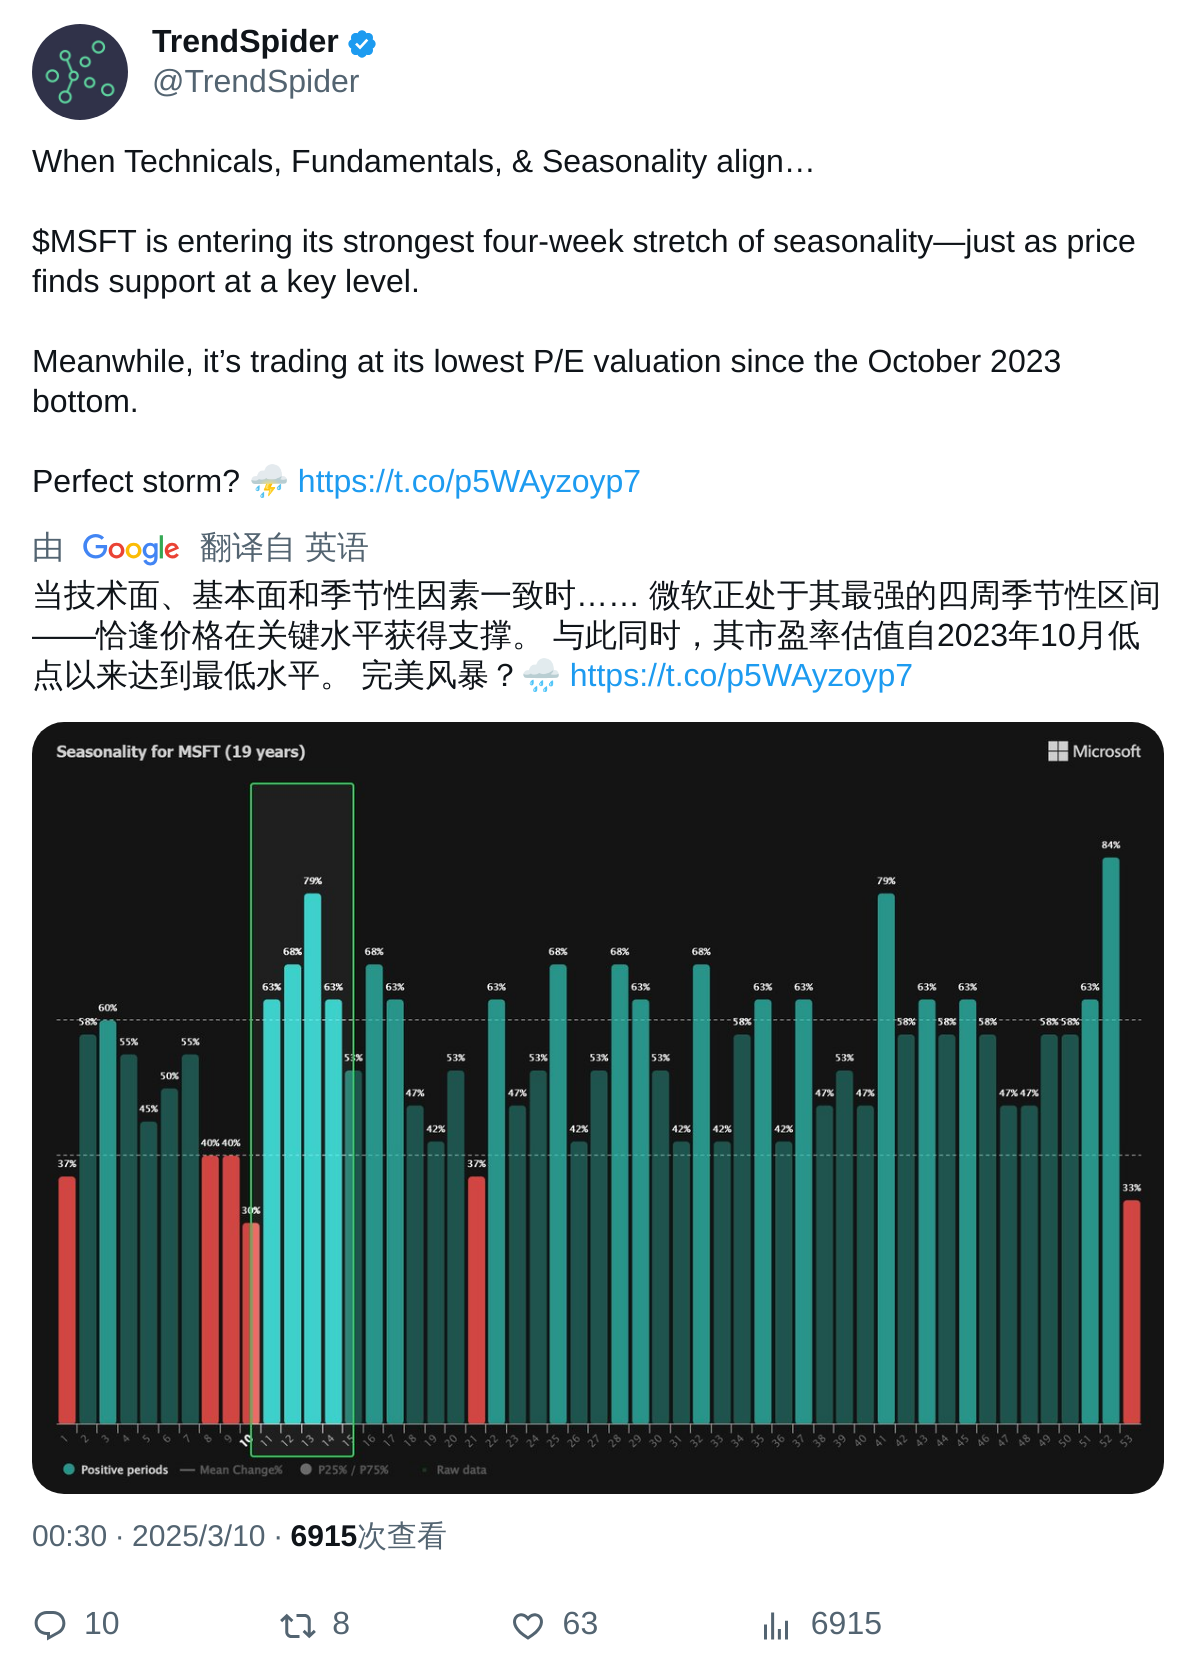 TrendSpider
@TrendSpider
When Technicals, Fundamentals, & Seasonality align…
$MSFT is entering its strongest four-week stretch of seasonality—just as price
finds support at a key level.
Meanwhile, it’s trading at its lowest P/E valuation since the October 2023
bottom.
Perfect storm? ⛈️ https://t.co/p5WAyzoyp7
由 Google 翻译自 英语
当技术面、基本面和季节性因素一致时…… 微软正处于其最强的四周季节性区间
——恰逢价格在关键水平获得支撑。 与此同时，其市盈率估值自2023年10月低
点以来达到最低水平。 完美风暴？🌧️ https://t.co/p5WAyzoyp7
Seasonality for MSFT (19 years)
Microsoft
37% 58% 60% 55% 45% 50% 55% 40% 40% 30% 63% 68% 79% 63% 53% 68% 63% 47% 42% 53% 37% 63% 47% 53% 68% 42% 53% 68% 63% 53% 42% 68% 42% 58% 63% 42% 63% 47% 53% 47% 79% 58% 63% 58% 63% 58% 47% 47% 58% 58% 63% 84% 33%
1 2 3 4 5 6 7 8 9 10 11 12 13 14 15 16 17 18 19 20 21 22 23 24 25 26 27 28 29 30 31 32 33 34 35 36 37 38 39 40 41 42 43 44 45 46 47 48 49 50 51 52 53
Positive periods Mean Change% P25% / P75% Raw data
00:30 · 2025/3/10 · 6915次查看
10 8 63 6915